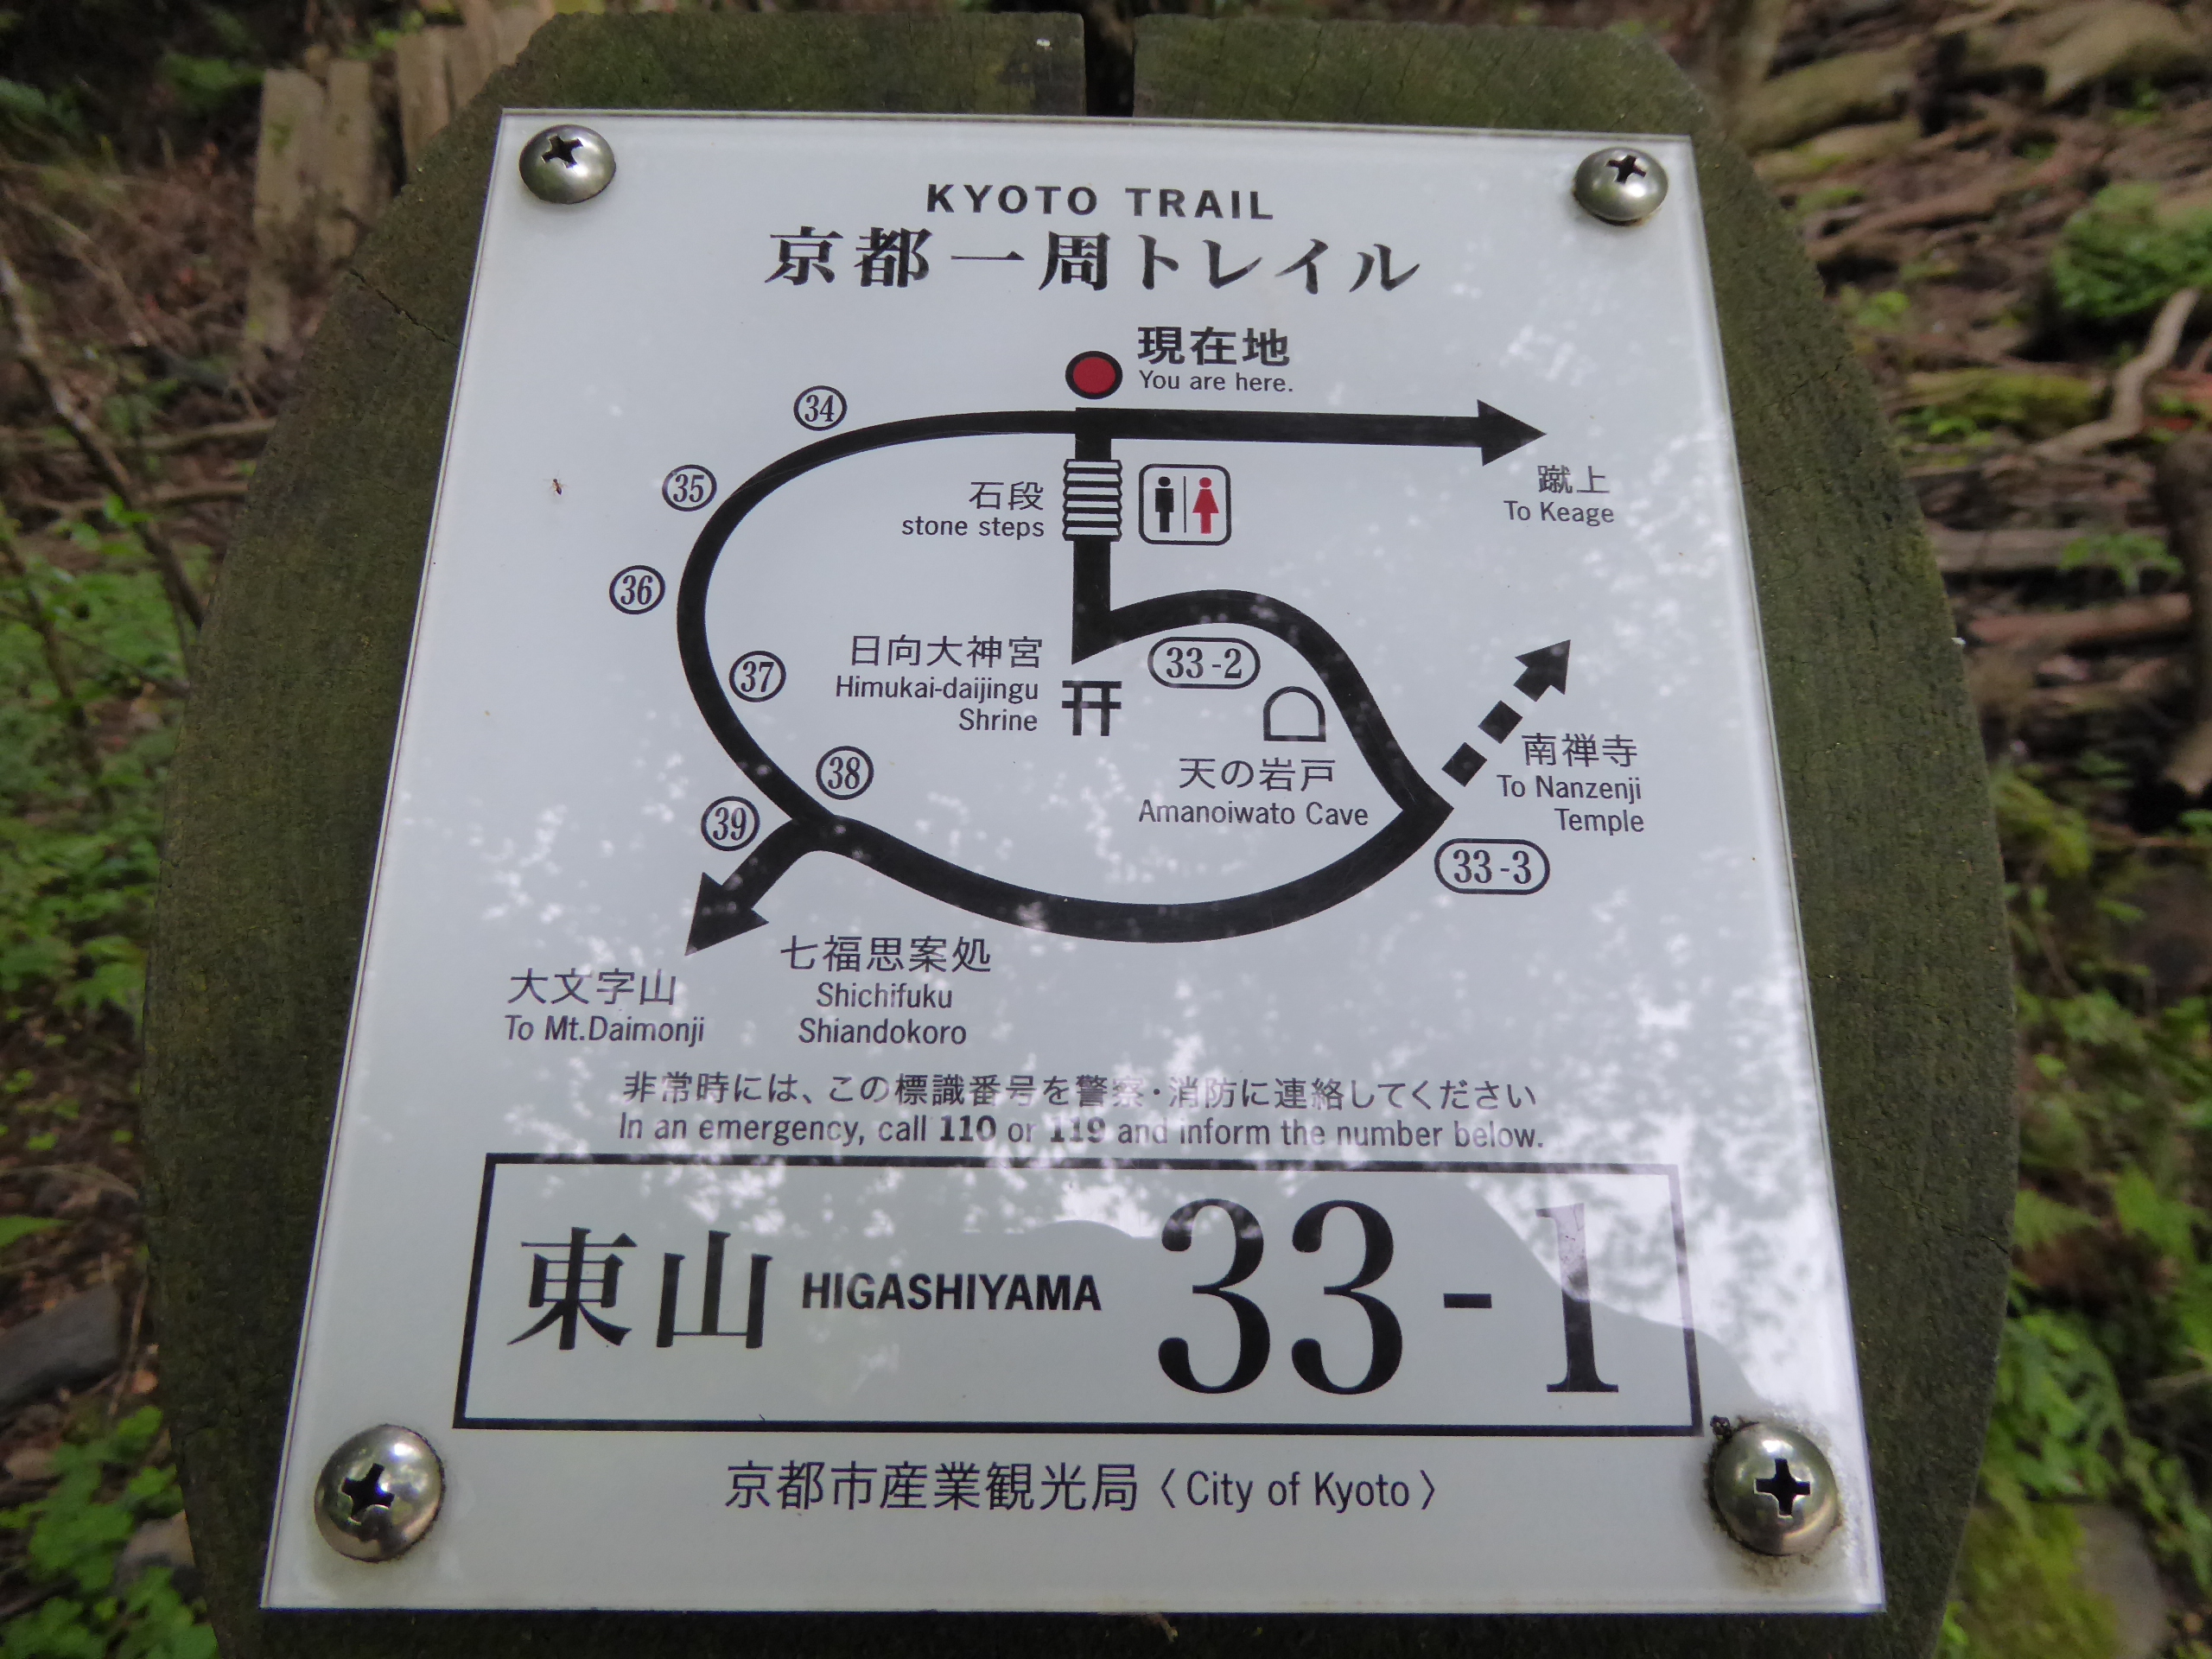 KYOTO TRAIL
京都一周トレイル
現在地
You are here.
34
35
36
37
38
39
蹴上
To Keage
石段
stone steps
日向大神宮
Himukai-daijingu
Shrine
33-2
天の岩戸
Amanoiwato Cave
南禅寺
To Nanzenji
Temple
33-3
七福思案処
Shichifuku
Shiandokoro
大文字山
To Mt.Daimonji
非常時には、この標識番号を警察・消防に連絡してください
In an emergency, call 110 or 119 and inform the number below.
東山 HIGASHIYAMA 33-1
京都市産業観光局〈City of Kyoto〉